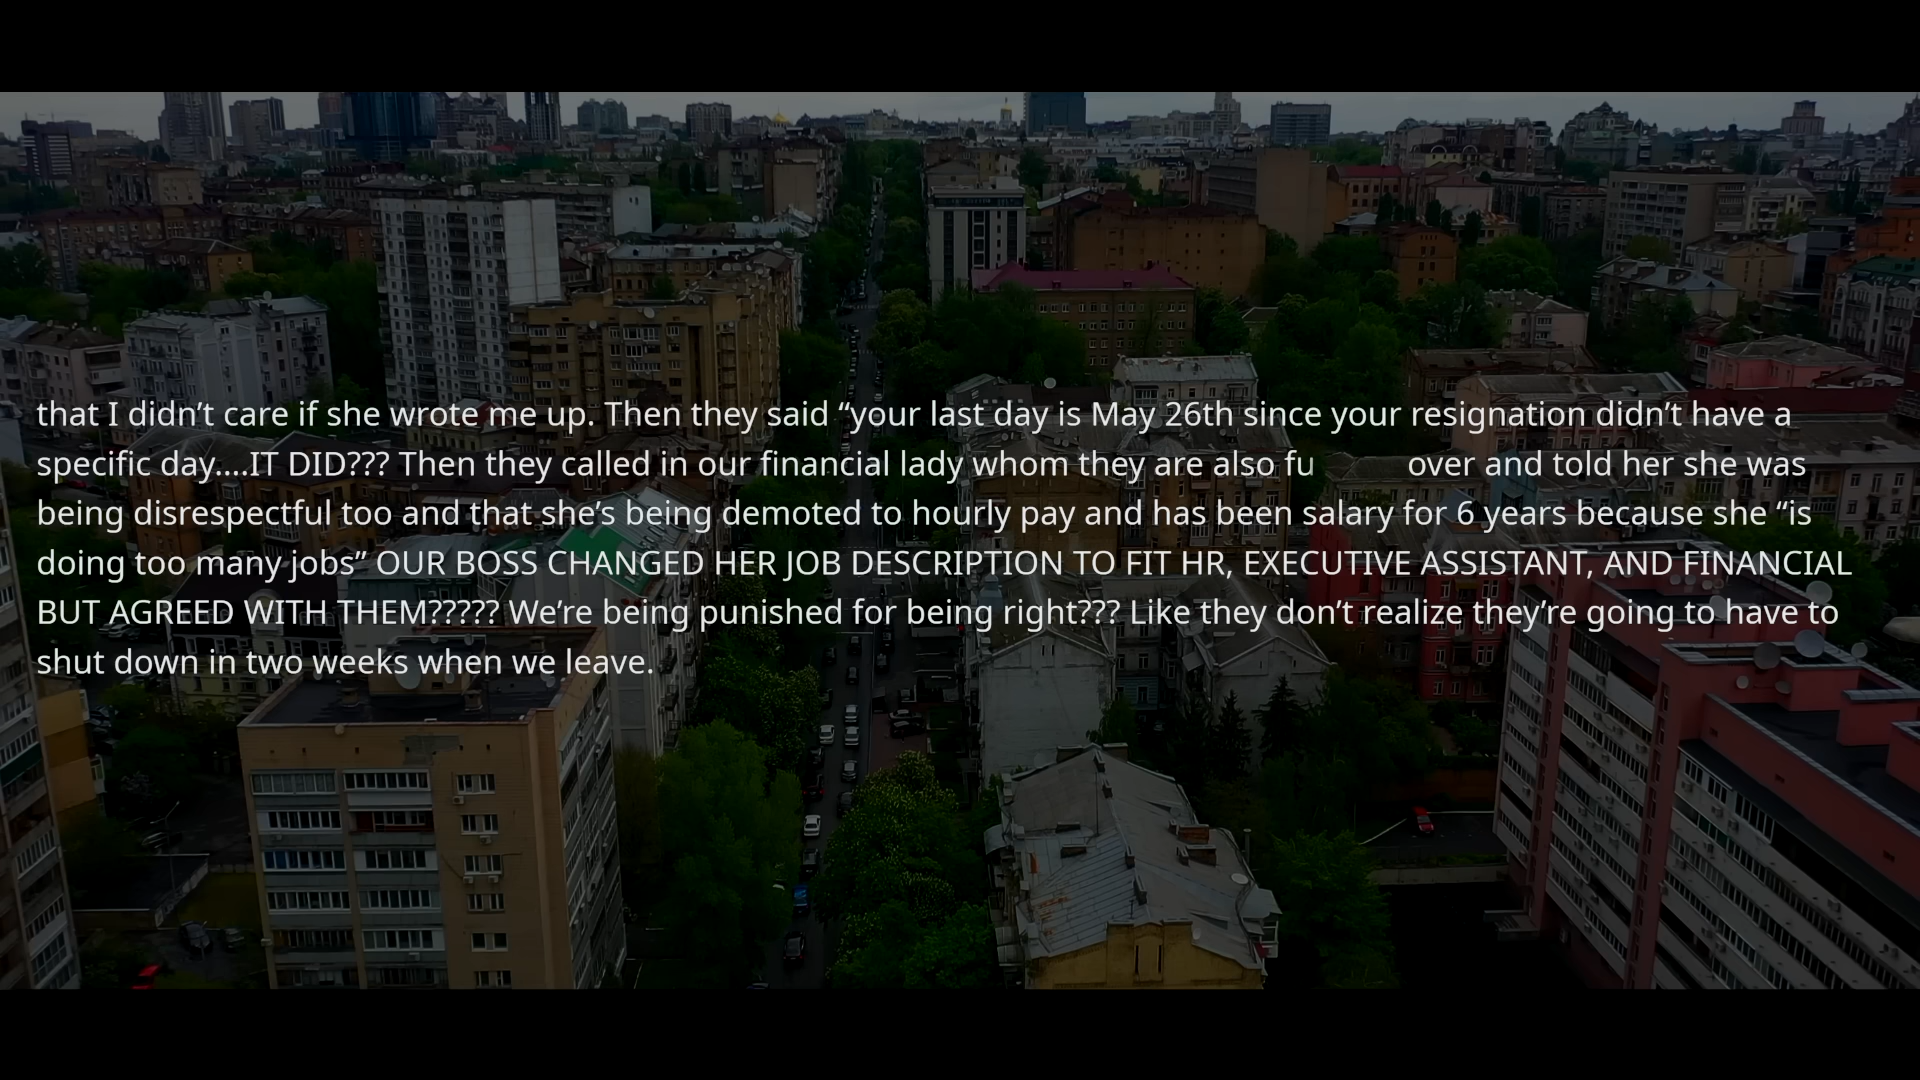 that I didn’t care if she wrote me up. Then they said “your last day is May 26th since your resignation didn’t have a
specific day....IT DID??? Then they called in our financial lady whom they are also fu over and told her she was
being disrespectful too and that she’s being demoted to hourly pay and has been salary for 6 years because she “is
doing too many jobs” OUR BOSS CHANGED HER JOB DESCRIPTION TO FIT HR, EXECUTIVE ASSISTANT, AND FINANCIAL
BUT AGREED WITH THEM????? We’re being punished for being right??? Like they don’t realize they’re going to have to
shut down in two weeks when we leave.